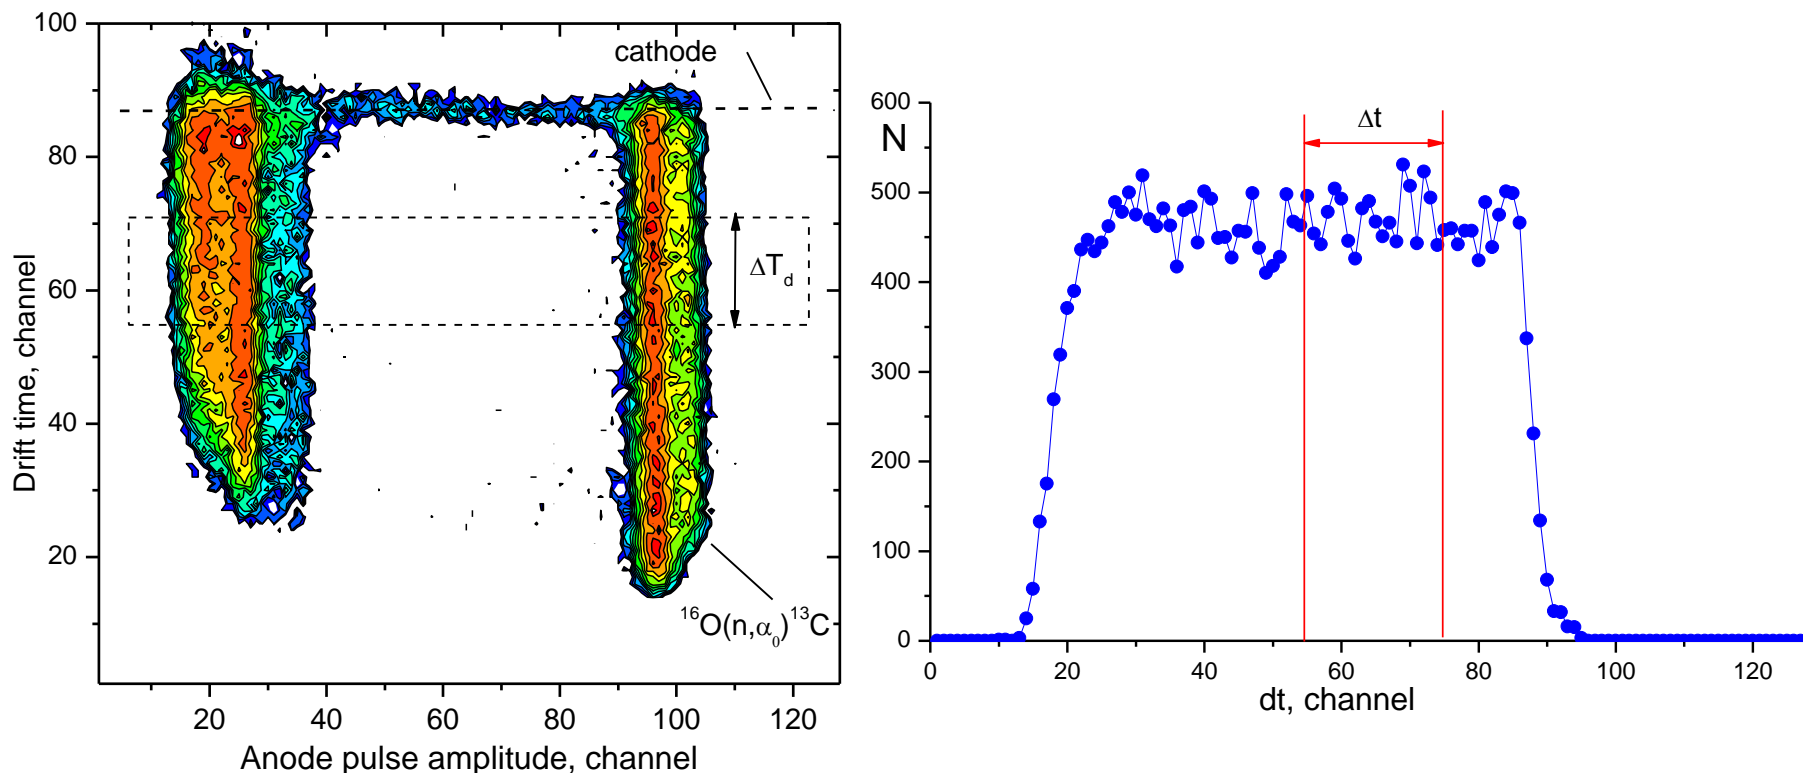 100
80
60
40
20
Drift time, channel
cathode
ΔT_d
^16O(n,α_0)^13C
20 40 60 80 100 120
Anode pulse amplitude, channel
600
500
400
300
200
100
0
N
Δt
0 20 40 60 80 100 120
dt, channel